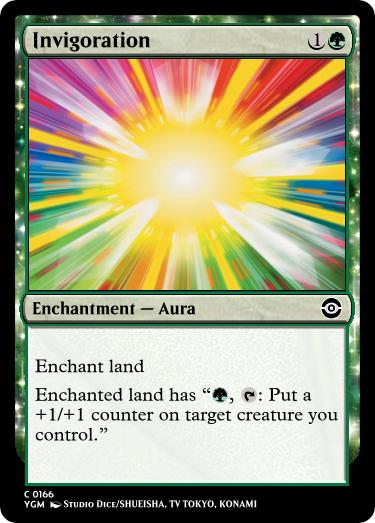 Invigoration 1
Enchantment — Aura
Enchant land
Enchanted land has “, : Put a
+1/+1 counter on target creature you
control.”
C 0166
YGM Studio Dice/SHUEISHA, TV TOKYO, KONAMI